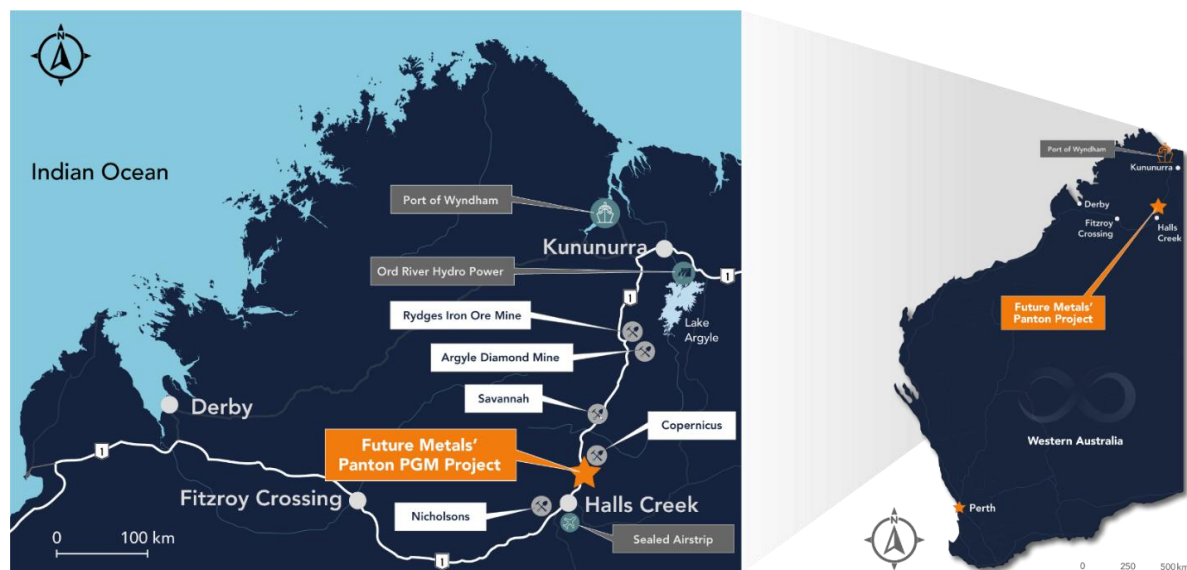 N
Indian Ocean
Port of Wyndham
Kununurra
Ord River Hydro Power
1
1
Rydges Iron Ore Mine
Lake
Argyle
Argyle Diamond Mine
Savannah
Derby
Copernicus
1
Future Metals'
Panton PGM Project
Fitzroy Crossing
Halls Creek
Nicholsons
Sealed Airstrip
0
100 km
1
Port of Wyndham
Kununurra
Derby
Fitzroy
Crossing
Halls
Creek
Future Metals'
Panton Project
Western Australia
Perth
N
0 250 500km